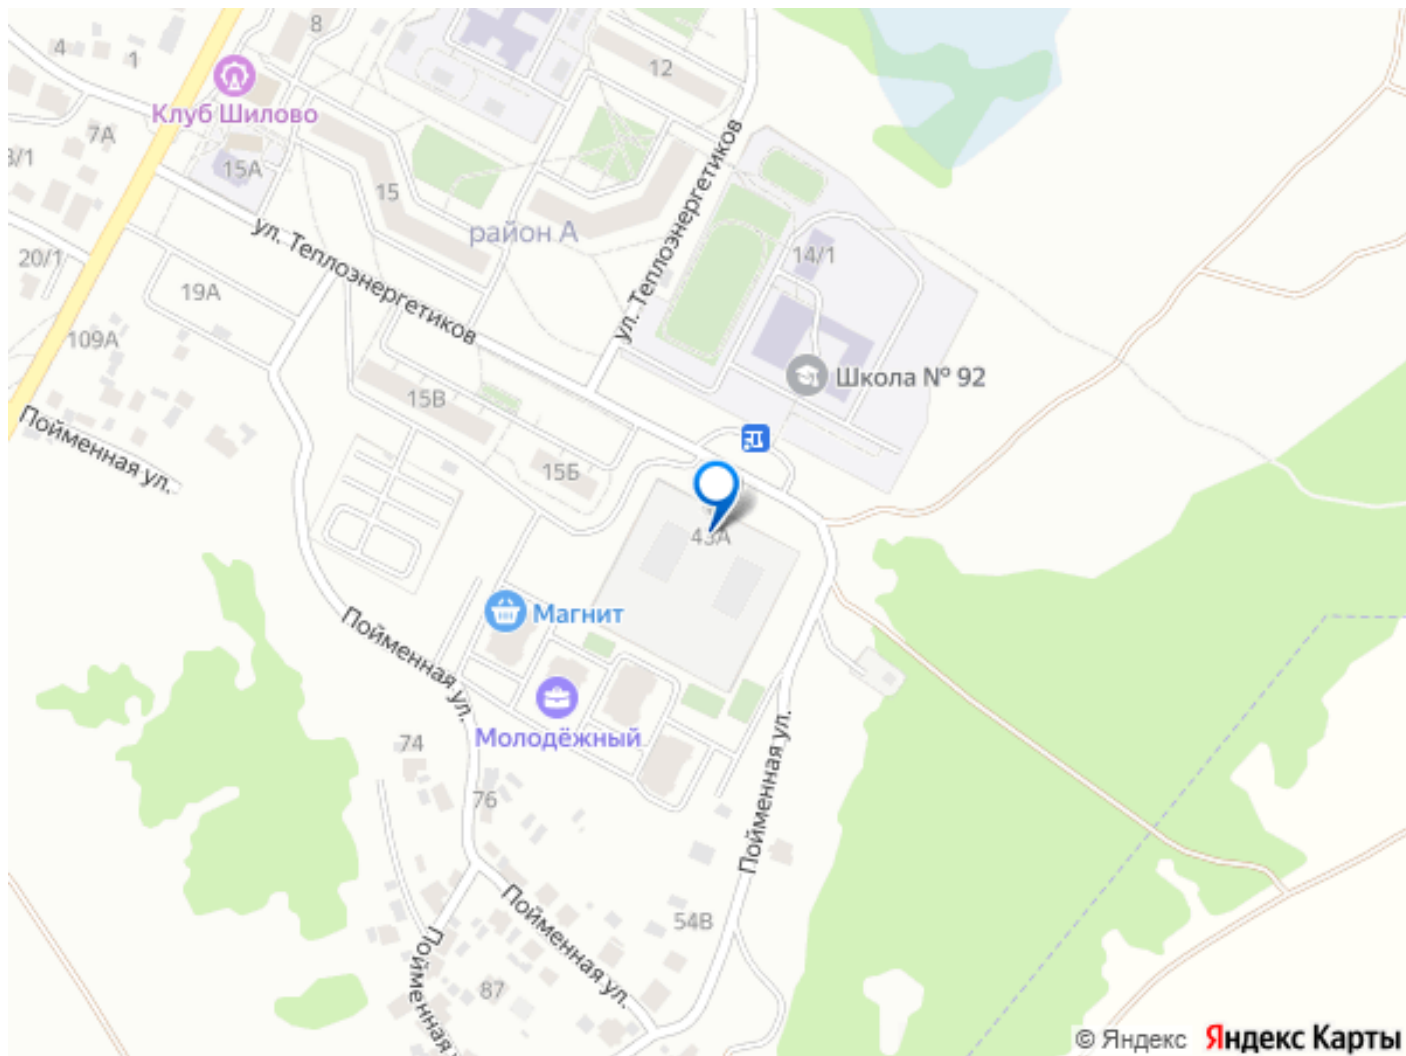 8
4
1
12
Клуб Шилово
7А
3/1
15А
15
район А
ул. Теплоэнергетиков
ул. Теплоэнергетиков
14/1
20/1
19А
109А
Школа № 92
15В
Пойменная ул.
15Б
43А
Магнит
Пойменная ул.
Молодёжный
74
76
Пойменная ул.
54В
Пойменная ул.
Пойменная
87
© Яндекс Яндекс Карты